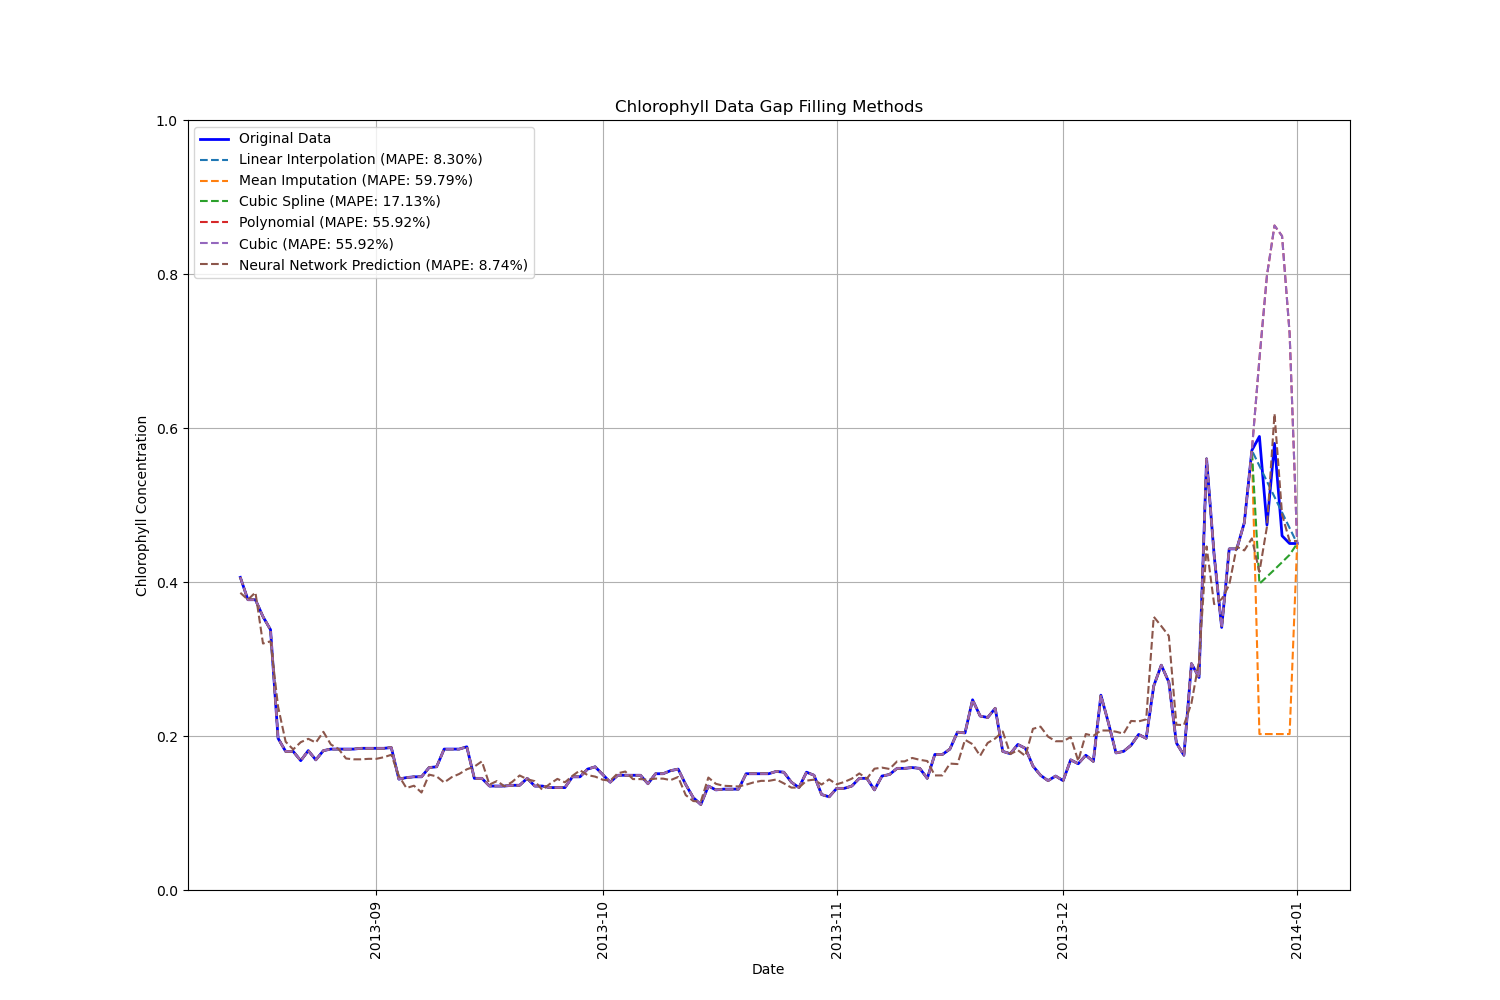 Chlorophyll Data Gap Filling Methods
1.0
0.8
0.6
0.4
0.2
0.0
Chlorophyll Concentration
Original Data
Linear Interpolation (MAPE: 8.30%)
Mean Imputation (MAPE: 59.79%)
Cubic Spline (MAPE: 17.13%)
Polynomial (MAPE: 55.92%)
Cubic (MAPE: 55.92%)
Neural Network Prediction (MAPE: 8.74%)
2013-09
2013-10
2013-11
2013-12
2014-01
Date